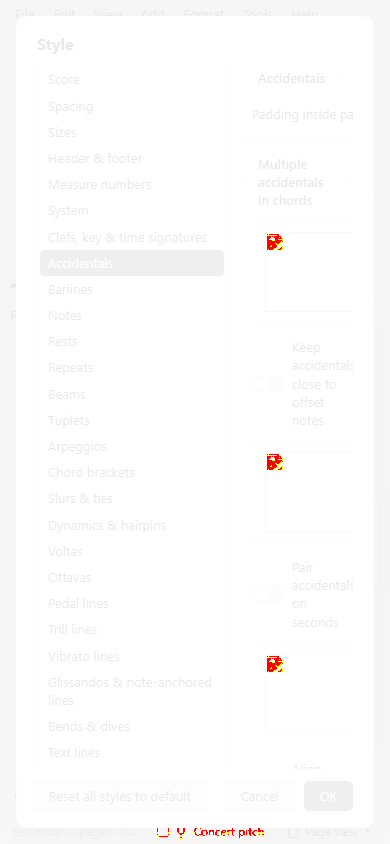 File Edit View Add Format Tools Help
Style
Score
Spacing
Sizes
Header & footer
Measure numbers
System
Clefs, key & time signatures
Accidentals
Barlines
Notes
Rests
Repeats
Beams
Tuplets
Arpeggios
Chord brackets
Slurs & ties
Dynamics & hairpins
Voltas
Ottavas
Pedal lines
Trill lines
Vibrato lines
Glissandos & note-anchored
lines
Bends & dives
Text lines
Accidentals
Padding inside pa
Multiple
accidentals
in chords
Keep
accidentals
close to
offset
notes
Pair
accidentals
on
seconds
Align
Reset all styles to default
Cancel
OK
Concert pitch
Page view